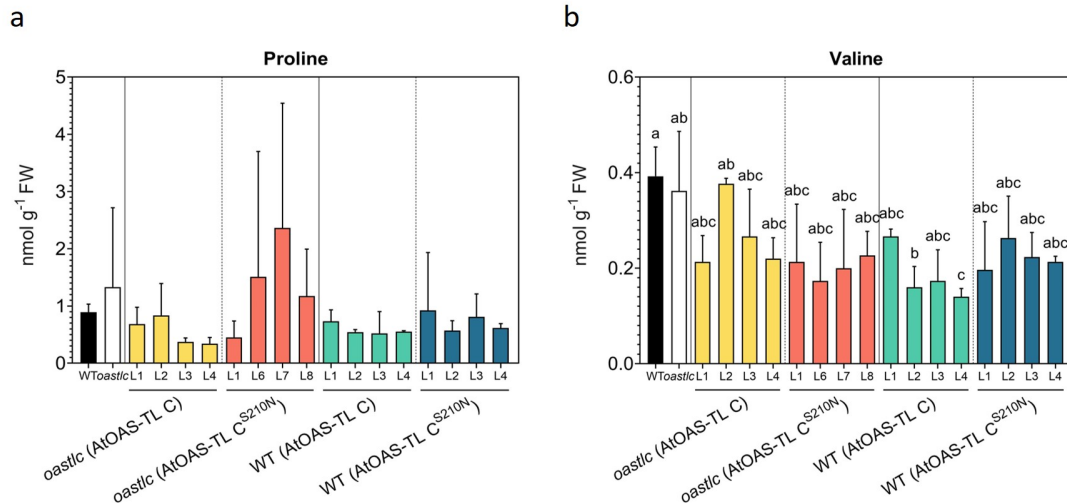 a
Proline
nmol g⁻¹ FW
5
4
3
2
1
0
WT oastlc L1 L2 L3 L4 L1 L6 L7 L8 L1 L2 L3 L4 L1 L2 L3 L4
oastlc (AtOAS-TL C)
oastlc (AtOAS-TL C^S210N)
WT (AtOAS-TL C)
WT (AtOAS-TL C^S210N)
b
Valine
nmol g⁻¹ FW
0.6
0.4
0.2
0.0
a ab abc ab abc abc abc abc abc abc abc b abc c abc abc abc abc
WT oastlc L1 L2 L3 L4 L1 L6 L7 L8 L1 L2 L3 L4 L1 L2 L3 L4
oastlc (AtOAS-TL C)
oastlc (AtOAS-TL C^S210N)
WT (AtOAS-TL C)
WT (AtOAS-TL C^S210N)